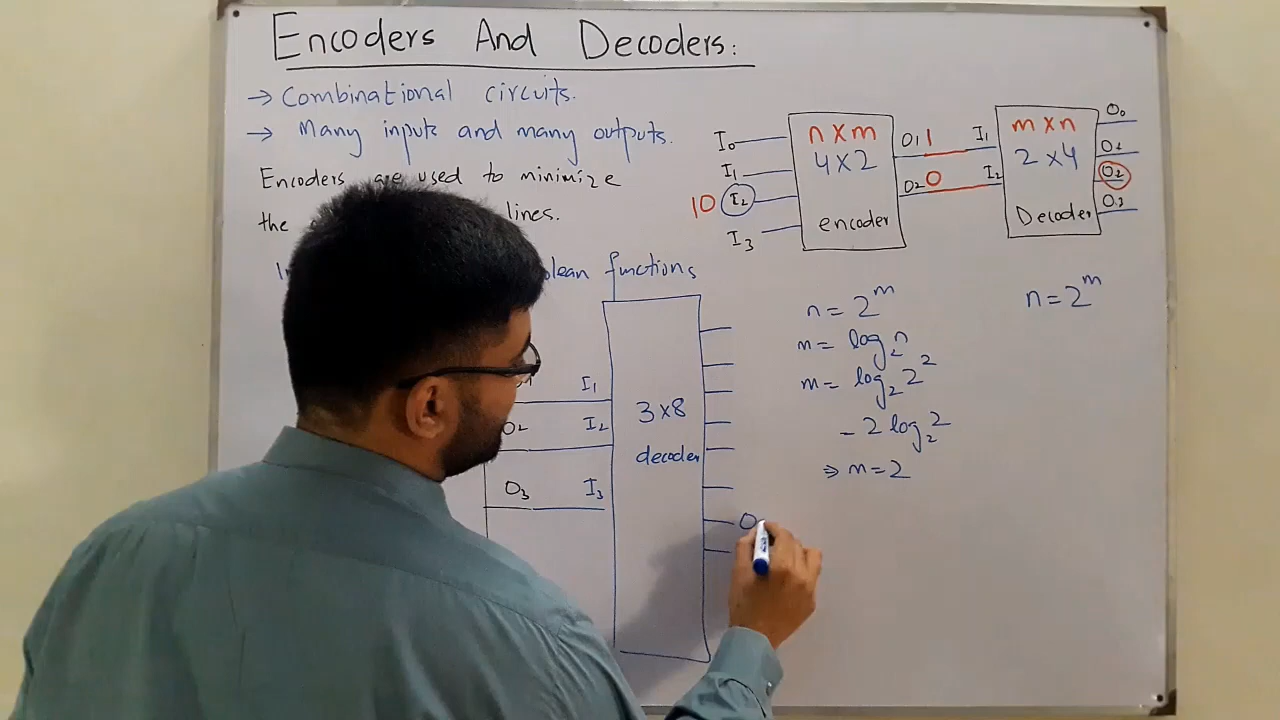 Encoders And Decoders:
→ Combinational circuits.
→ Many inputs and many outputs.
Encoders are used to minimize
the lines.
functions
I₀
I₁
10 I₂
I₃
n x m
4 x 2
encoder
O₁ 1
O₂ 0
I₁
I₂
m x n
2 x 4
Decoder
O₀
O₁
O₂
O₃
n = 2^m
m = log₂ n
m = log₂ 2²
- 2 log₂ 2
⇒ m = 2
n = 2^m
I₁
O₂ I₂
O₃ I₃
3 x 8
decoder
O